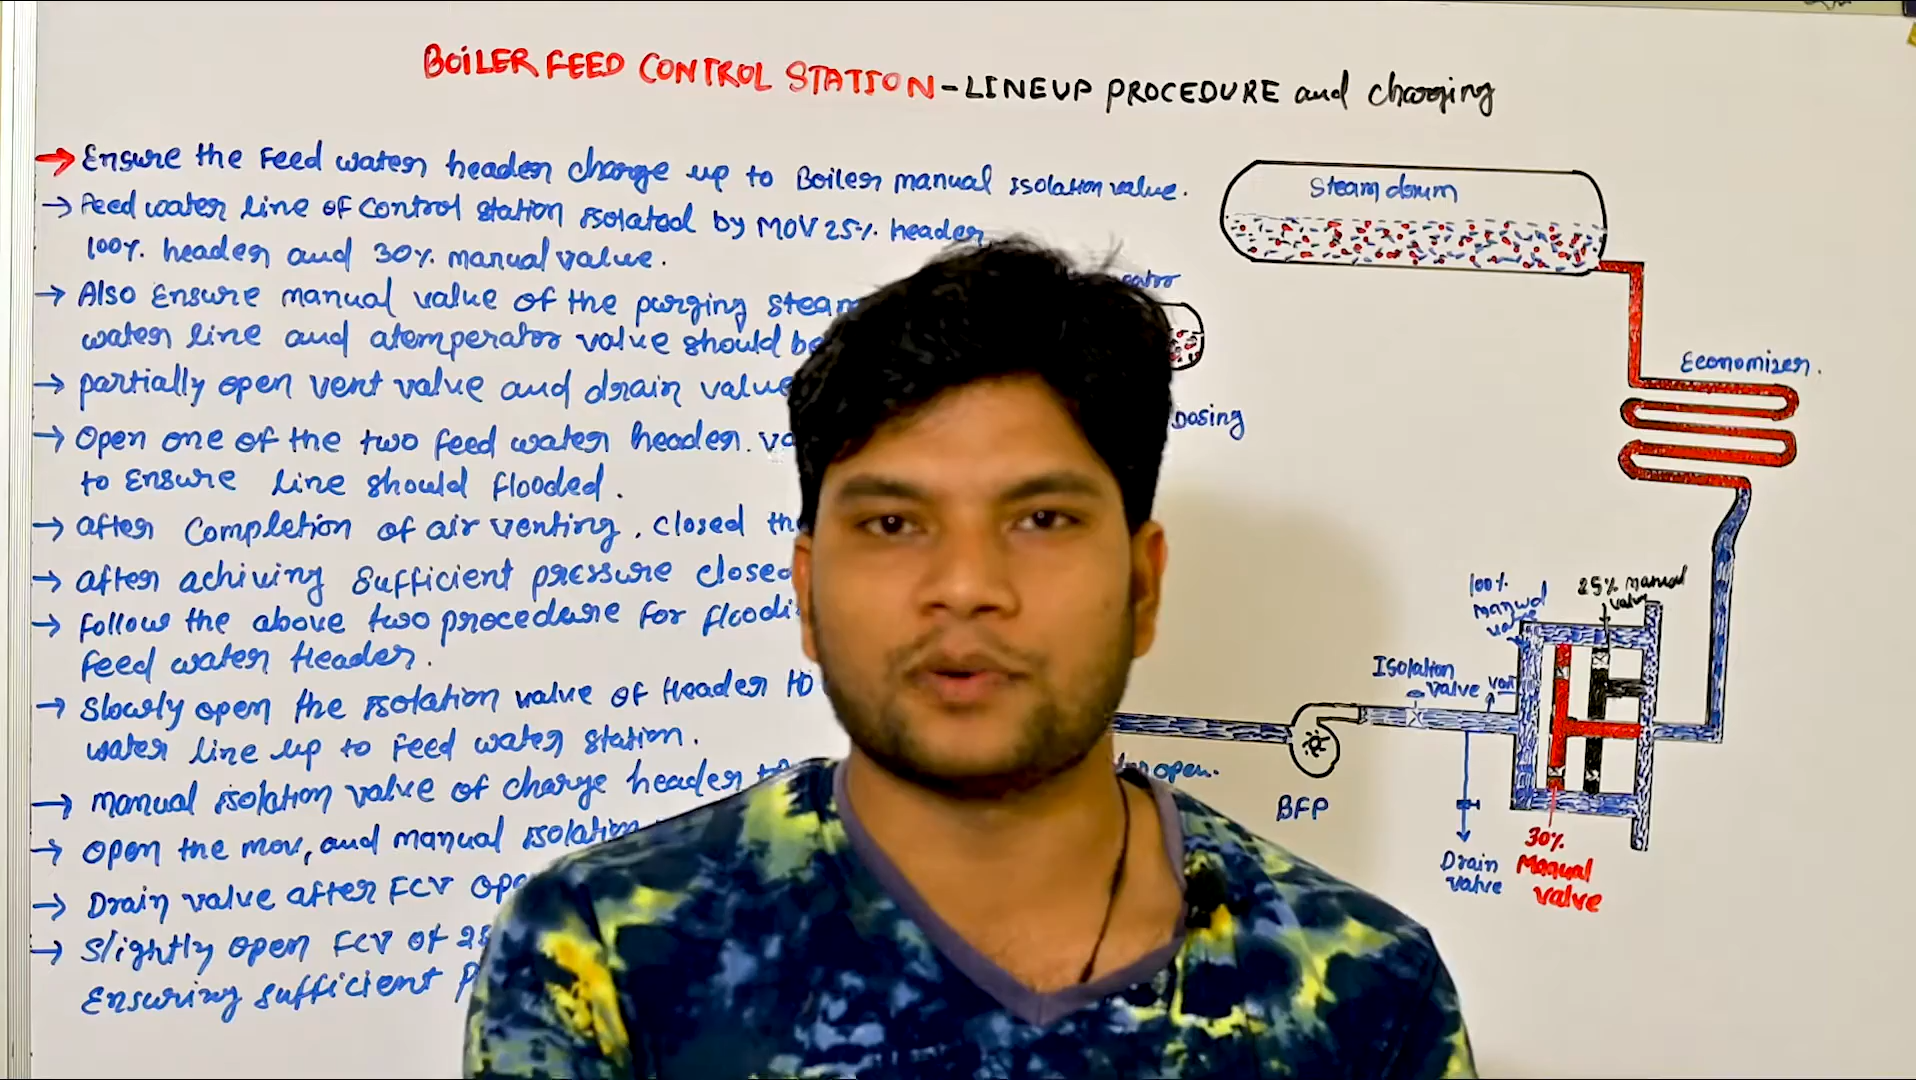 BOILER FEED CONTROL STATION - LINEUP PROCEDURE and charging
→ Ensure the Feed water header charge up to Boiler manual isolation valve.
→ Feed water line of control station isolated by MOV 25% header
100% header and 30% manual valve.
→ Also Ensure manual valve of the purging steam
water line and atemperator valve should be
→ partially open vent valve and drain valve
→ Open one of the two feed water header.
to Ensure line should flooded.
→ after Completion of air venting. closed the
→ after achiving sufficient pressure closed
→ follow the above two procedure for
feed water Header.
→ Slowly open the isolation valve of Header to
water line up to feed water station.
→ manual isolation valve of charge header
→ open the mov, and manual isolation
→ Drain valve after FCV
→ Slightly open FCV of
Ensuring sufficient
open.
Steam drum
Economizer.
Dosing
100%
manual
valve
25% manual
valve
Isolation
valve
BFP
Drain
valve
30%
Manual
valve